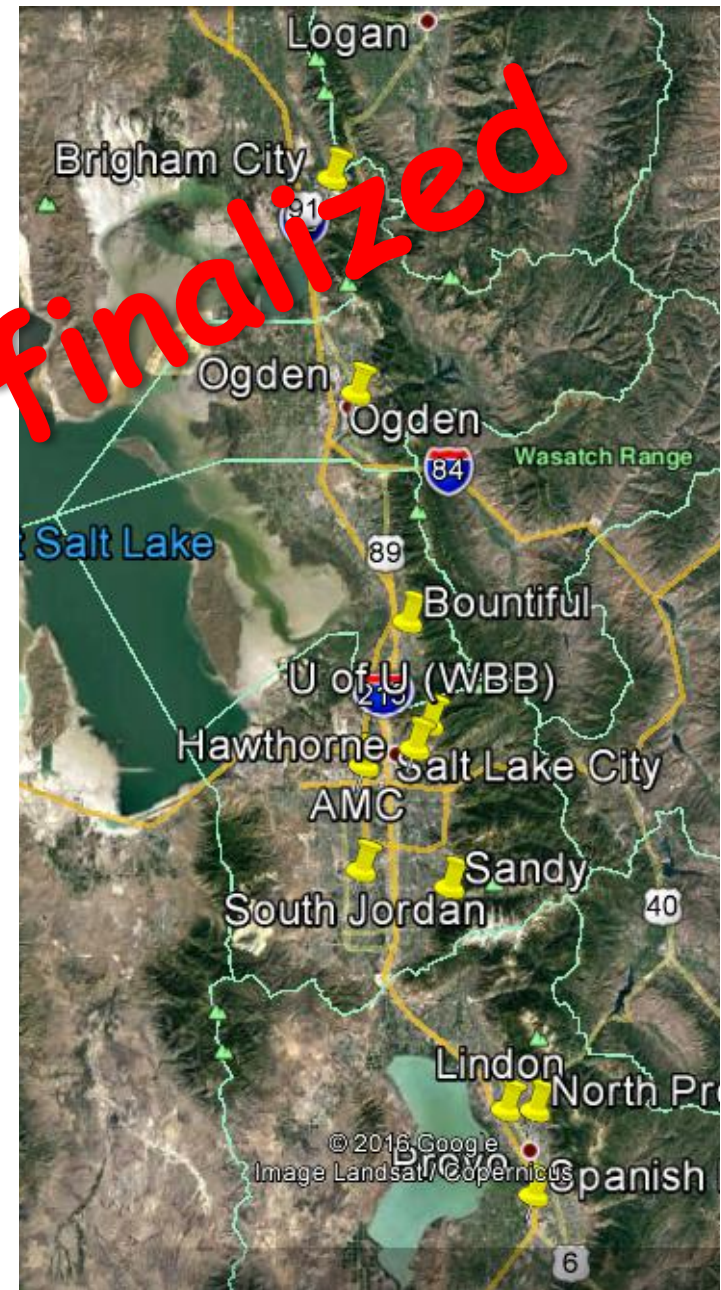 Logan
Brigham City
91
finalized
Ogden
Ogden
84
Wasatch Range
Salt Lake
89
Bountiful
U of U (WBB)
215
Hawthorne
Salt Lake City
AMC
Sandy
South Jordan
40
Lindon
North Pro
© 2016 Google
Image Landsat / Copernicus
Provo
Spanish
6